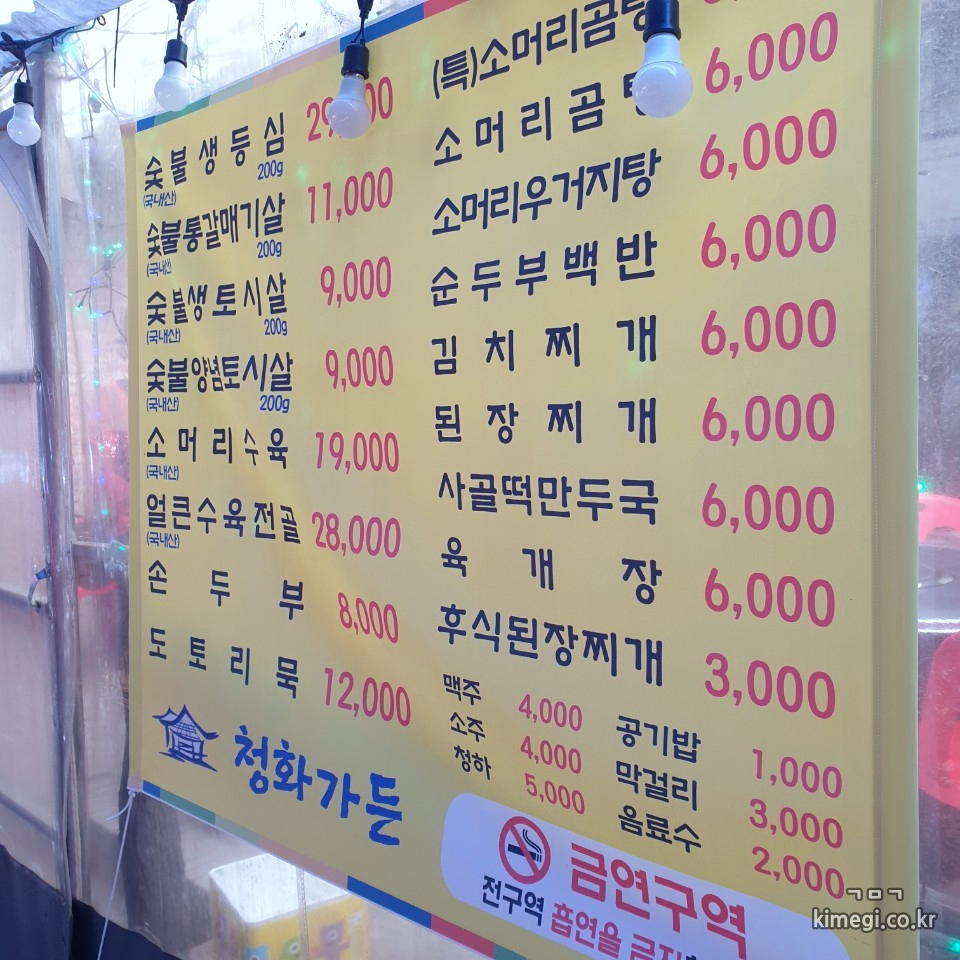 숯불생등심
200g
(국내산)
숯불통갈매기살 11,000
200g
(국내산
숯불생토시살 9,000
200g
(국내산)
숯불양념토시살 9,000
200g
(국내산)
소머리수육 19,000
(국내산)
얼큰수육전골 28,000
(국내산)
손두부 8,000
도토리묵 12,000
청화가든
(특)소머리곰탕
소머리곰탕 6,000
소머리우거지탕 6,000
순두부백반 6,000
김치찌개 6,000
된장찌개 6,000
사골떡만두국 6,000
육개장 6,000
후식된장찌개 3,000
맥주 4,000 공기밥 1,000
소주 4,000 막걸리 3,000
청하 5,000 음료수 2,000
금연구역
전구역 흡연을
ㄱㅁㄱ
kimegi.co.kr